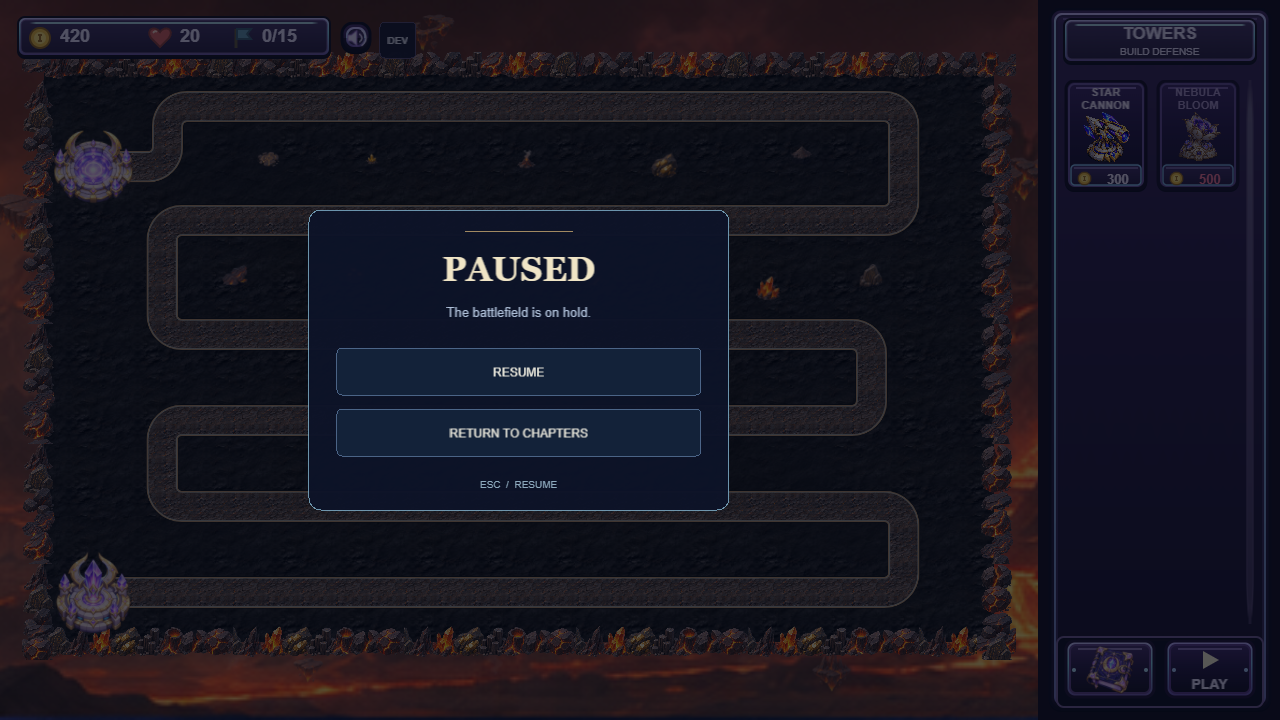 420
20
0/15
DEV
TOWERS
BUILD DEFENSE
STAR
CANNON
300
NEBULA
BLOOM
500
PAUSED
The battlefield is on hold.
RESUME
RETURN TO CHAPTERS
ESC / RESUME
PLAY